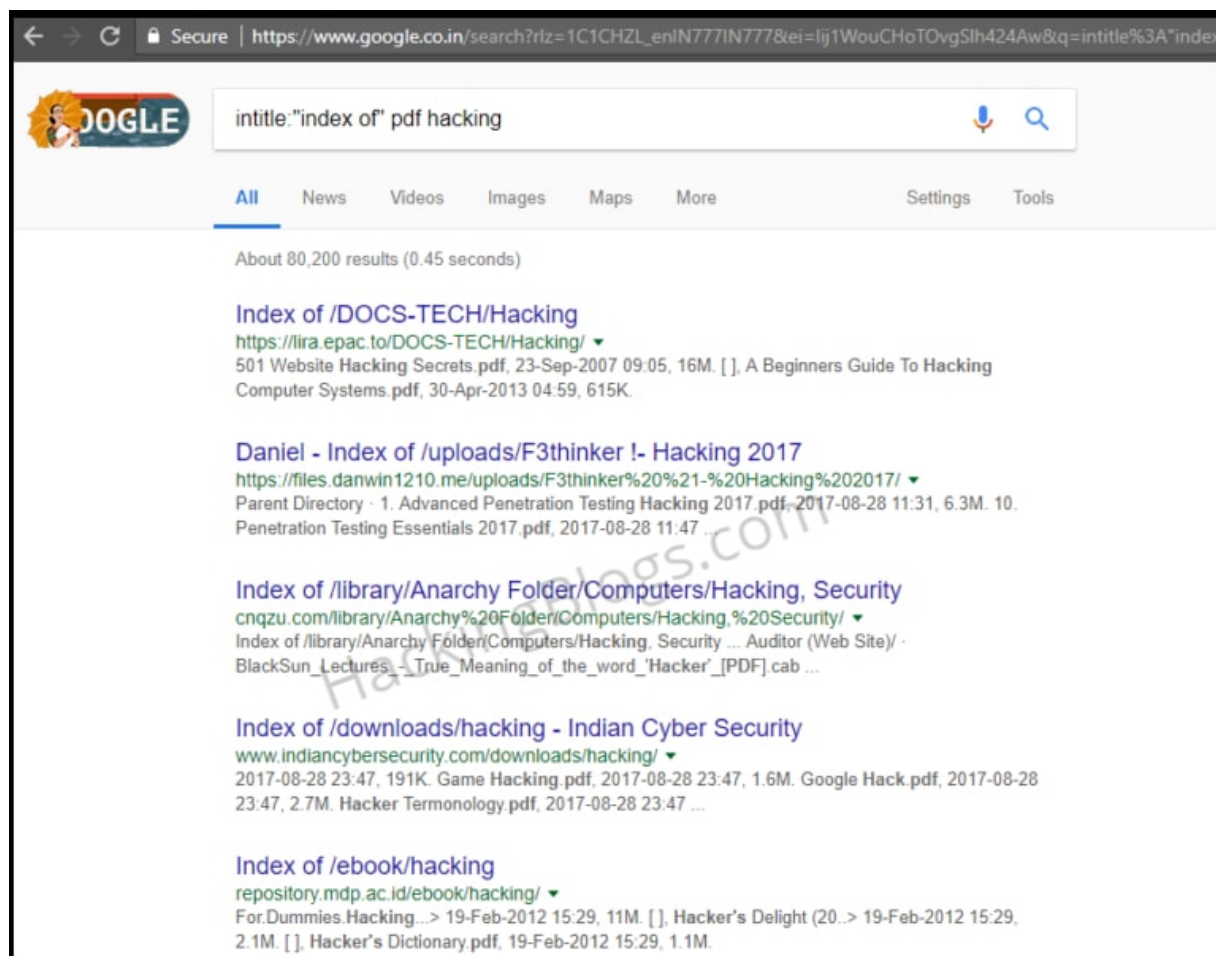 Secure | https://www.google.co.in/search?rlz=1C1CHZL_enIN777IN777&ei=Iij1WouCHoTOvgSlh424Aw&q=intitle%3A"index
OOGLE
intitle:"index of" pdf hacking
All News Videos Images Maps More Settings Tools
About 80,200 results (0.45 seconds)
Index of /DOCS-TECH/Hacking
https://lira.epac.to/DOCS-TECH/Hacking/
501 Website Hacking Secrets.pdf, 23-Sep-2007 09:05, 16M. [ ], A Beginners Guide To Hacking
Computer Systems.pdf, 30-Apr-2013 04:59, 615K.
Daniel - Index of /uploads/F3thinker !- Hacking 2017
https://files.danwin1210.me/uploads/F3thinker%20%21-%20Hacking%202017/
Parent Directory · 1. Advanced Penetration Testing Hacking 2017.pdf, 2017-08-28 11:31, 6.3M. 10.
Penetration Testing Essentials 2017.pdf, 2017-08-28 11:47 ...
Index of /library/Anarchy Folder/Computers/Hacking, Security
cnqzu.com/library/Anarchy%20Folder/Computers/Hacking,%20Security/
Index of /library/Anarchy Folder/Computers/Hacking, Security ... Auditor (Web Site)/ ·
BlackSun_Lectures_-_True_Meaning_of_the_word_'Hacker'_[PDF].cab ...
HackingBlogs.com
Index of /downloads/hacking - Indian Cyber Security
www.indiancybersecurity.com/downloads/hacking/
2017-08-28 23:47, 191K. Game Hacking.pdf, 2017-08-28 23:47, 1.6M. Google Hack.pdf, 2017-08-28
23:47, 2.7M. Hacker Termonology.pdf, 2017-08-28 23:47 ...
Index of /ebook/hacking
repository.mdp.ac.id/ebook/hacking/
For.Dummies.Hacking...> 19-Feb-2012 15:29, 11M. [ ], Hacker's Delight (20..> 19-Feb-2012 15:29,
2.1M. [ ], Hacker's Dictionary.pdf, 19-Feb-2012 15:29, 1.1M.